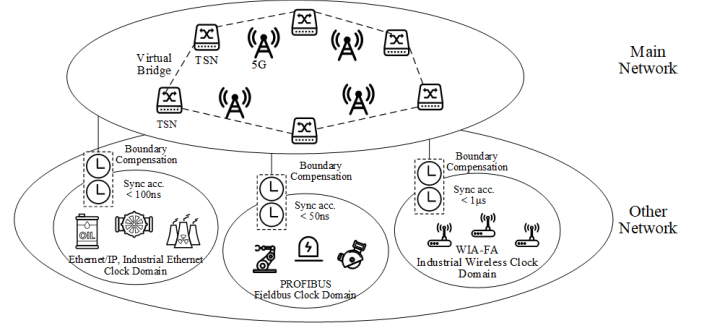 Virtual
Bridge
TSN
5G
TSN
Main
Network
Boundary
Compensation
Sync acc.
< 100ns
OIL
Ethernet/IP, Industrial Ethernet
Clock Domain
Boundary
Compensation
Sync acc.
< 50ns
PROFIBUS
Fieldbus Clock Domain
Boundary
Compensation
Sync acc.
< 1μs
WIA-FA
Industrial Wireless Clock
Domain
Other
Network